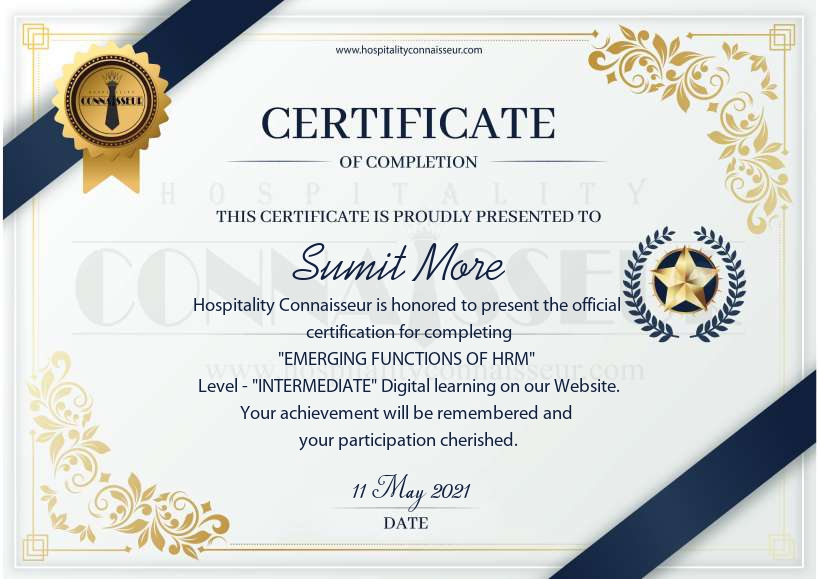 www.hospitalityconnaisseur.com
HOSPITALITY
CONNAISSEUR
CERTIFICATE
OF COMPLETION
HOSPITALITY
THIS CERTIFICATE IS PROUDLY PRESENTED TO
CONNAISSEUR
Sumit More
Hospitality Connaisseur is honored to present the official
certification for completing
"EMERGING FUNCTIONS OF HRM"
www.hospitalityconnaisseur.com
Level - "INTERMEDIATE" Digital learning on our Website.
Your achievement will be remembered and
your participation cherished.
11 May 2021
DATE